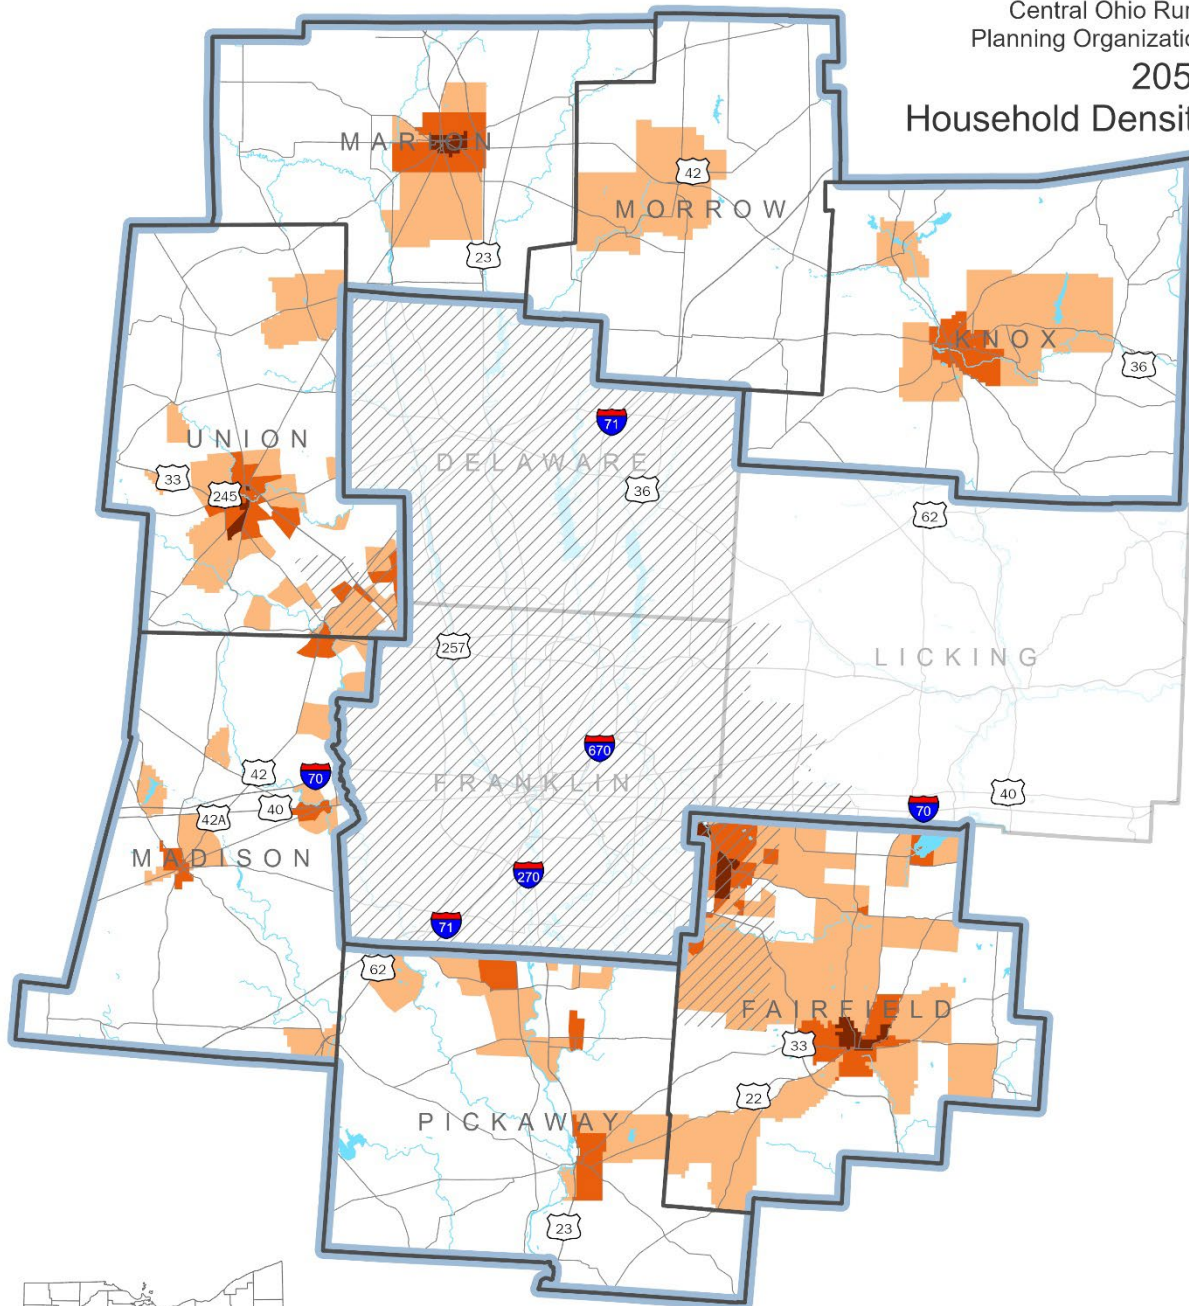 Central Ohio Rur
Planning Organizatio
205
Household Densit
MARION
42
MORROW
23
KNOX
36
71
UNION
DELAWARE
33
36
245
62
257
LICKING
670
42
70
FRANKLIN
40
40
70
42A
MADISON
270
71
62
FAIRFIELD
33
22
PICKAWAY
23